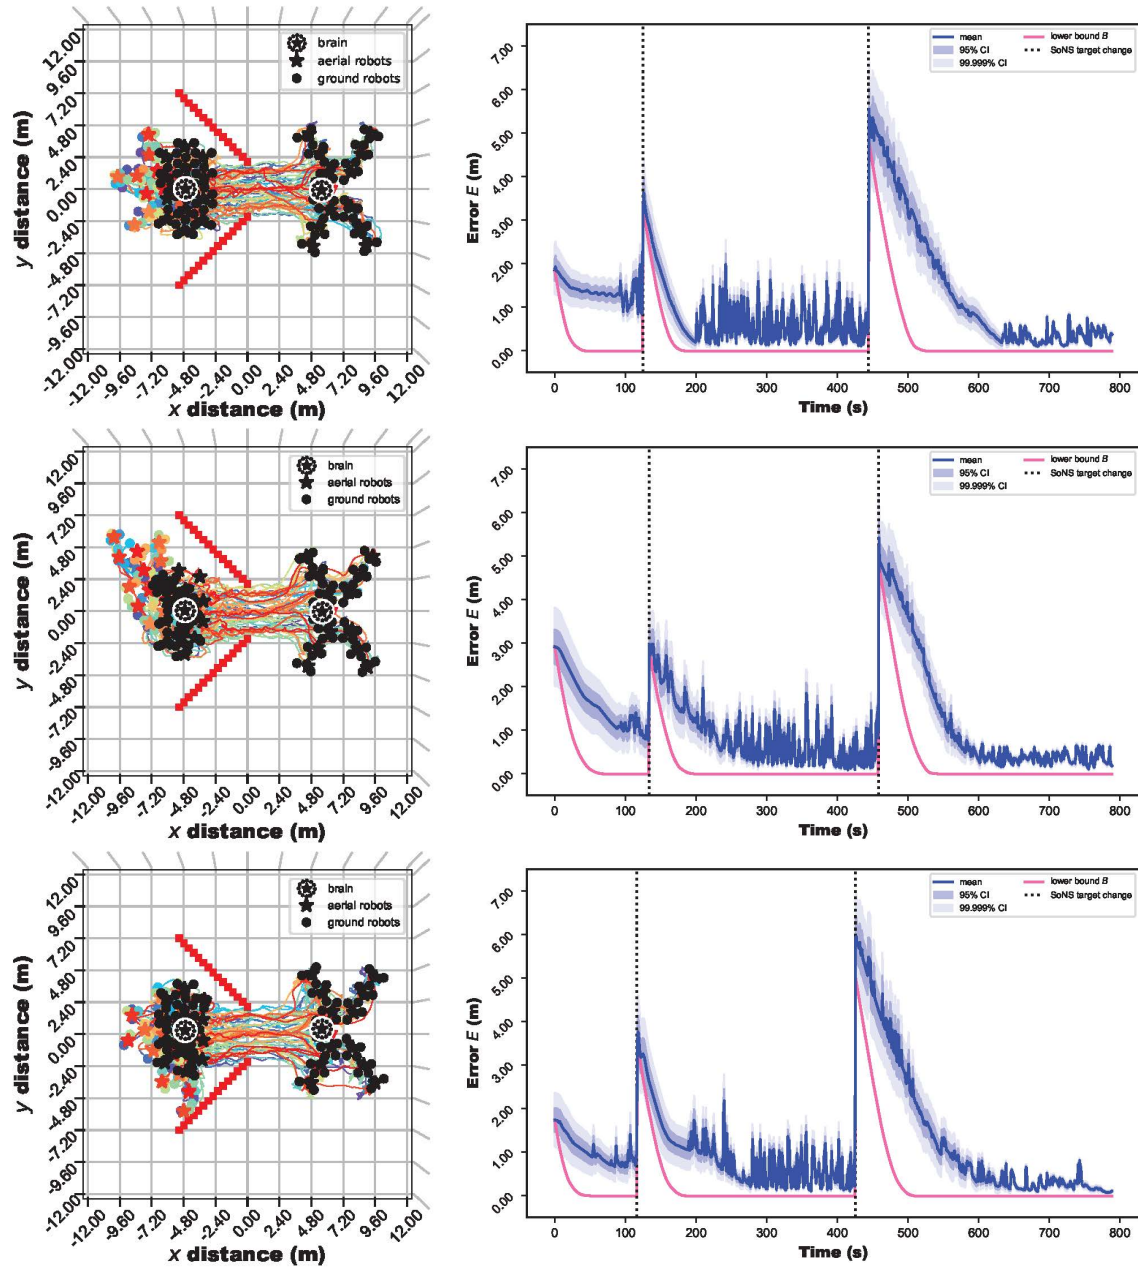 12.00
9.60
7.20
4.80
2.40
0.00
-2.40
-4.80
-7.20
-9.60
-12.00
y distance (m)
brain
aerial robots
ground robots
-12.00 -9.60 -7.20 -4.80 -2.40 0.00 2.40 4.80 7.20 9.60 12.00
x distance (m)
7.00
6.00
5.00
4.00
3.00
2.00
1.00
0.00
Error E (m)
mean
95% CI
99.999% CI
lower bound B
SoNS target change
0 100 200 300 400 500 600 700 800
Time (s)
12.00
9.60
7.20
4.80
2.40
0.00
-2.40
-4.80
-7.20
-9.60
-12.00
y distance (m)
brain
aerial robots
ground robots
-12.00 -9.60 -7.20 -4.80 -2.40 0.00 2.40 4.80 7.20 9.60 12.00
x distance (m)
7.00
6.00
5.00
4.00
3.00
2.00
1.00
0.00
Error E (m)
mean
95% CI
99.999% CI
lower bound B
SoNS target change
0 100 200 300 400 500 600 700 800
Time (s)
12.00
9.60
7.20
4.80
2.40
0.00
-2.40
-4.80
-7.20
-9.60
-12.00
y distance (m)
brain
aerial robots
ground robots
-12.00 -9.60 -7.20 -4.80 -2.40 0.00 2.40 4.80 7.20 9.60 12.00
x distance (m)
7.00
6.00
5.00
4.00
3.00
2.00
1.00
0.00
Error E (m)
mean
95% CI
99.999% CI
lower bound B
SoNS target change
0 100 200 300 400 500 600 700 800
Time (s)